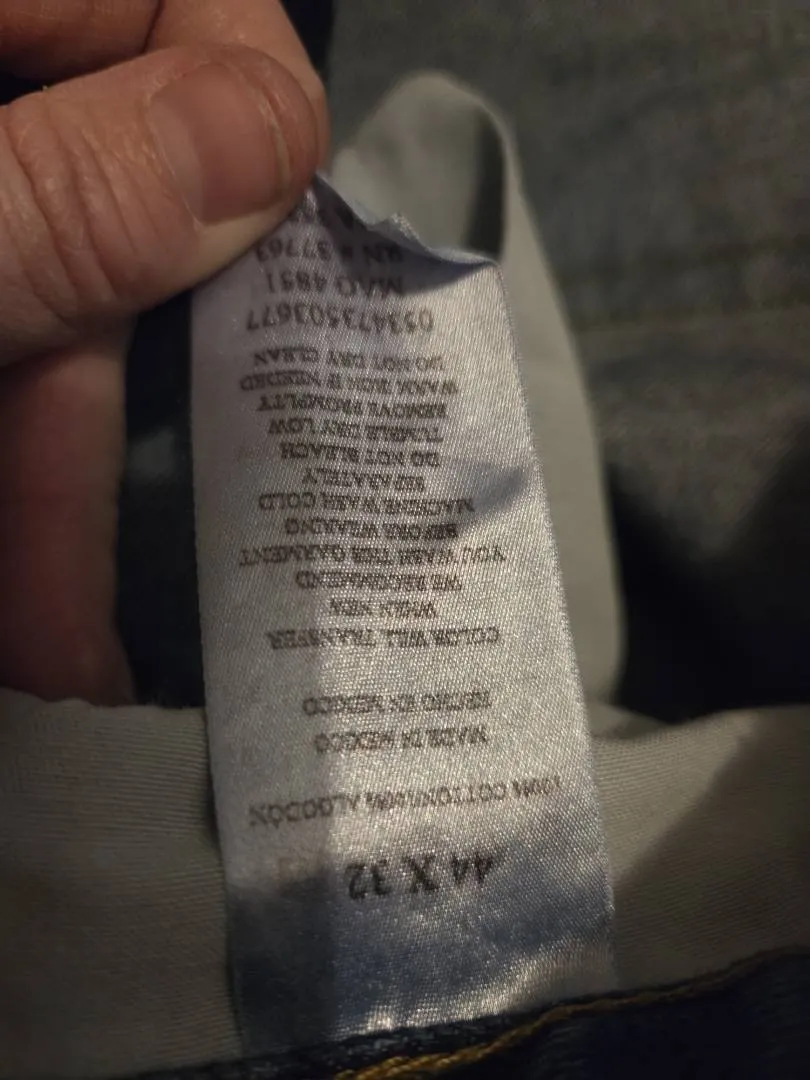 44 X 32
100% COTTON/100% ALGODÓN
MADE IN MEXICO
HECHO EN MEXICO
COLOR WILL TRANSFER
WHEN NEW
WE RECOMMEND
YOU WASH THIS GARMENT
BEFORE WEARING
MACHINE WASH COLD
SEPARATELY
DO NOT BLEACH
TUMBLE DRY LOW
REMOVE PROMPLTY
WARM IRON IF NEEDED
DO NOT DRY CLEAN
053473503677
MAO 4851
RN # 37763